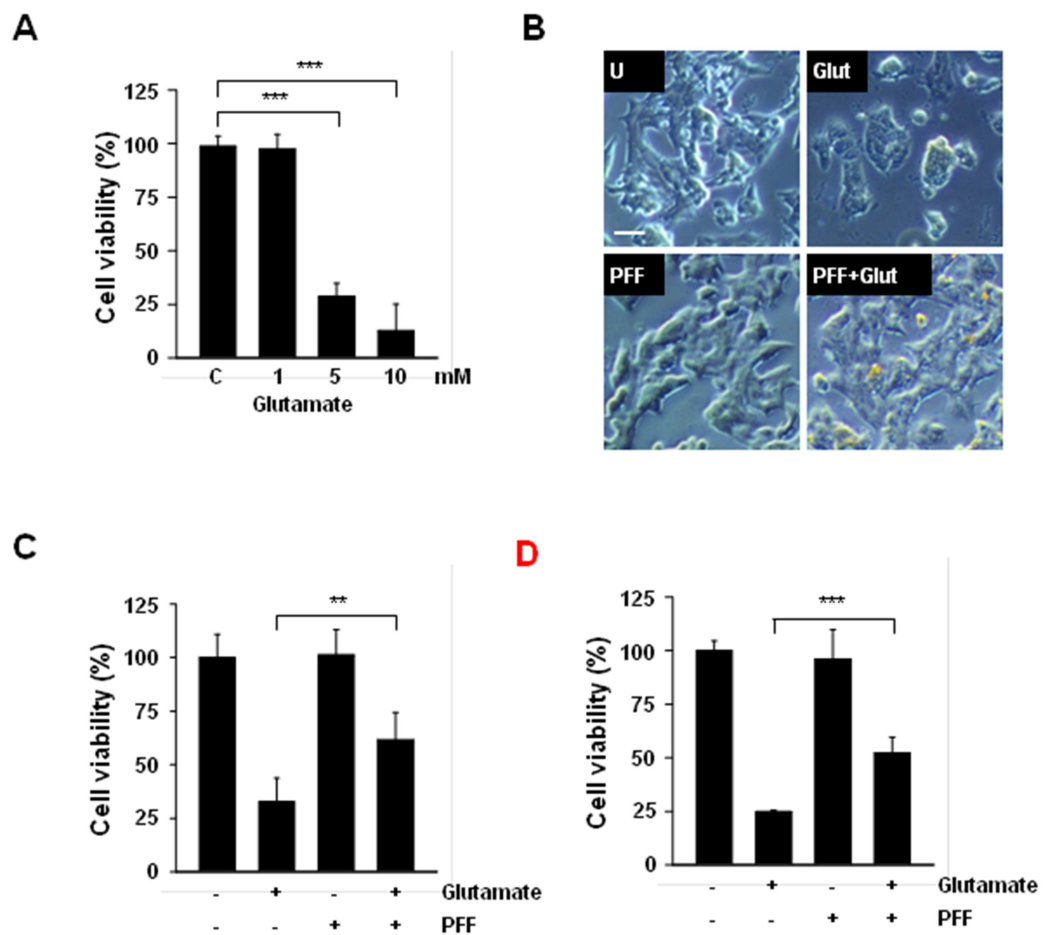 A
Cell viability (%)
125
100
75
50
25
0
***
***
C 1 5 10 mM
Glutamate
B
U
Glut
PFF
PFF+Glut
C
Cell viability (%)
125
100
75
50
25
0
**
- + - + Glutamate
- - + + PFF
D
Cell viability (%)
125
100
75
50
25
0
***
- + - + Glutamate
- - + + PFF